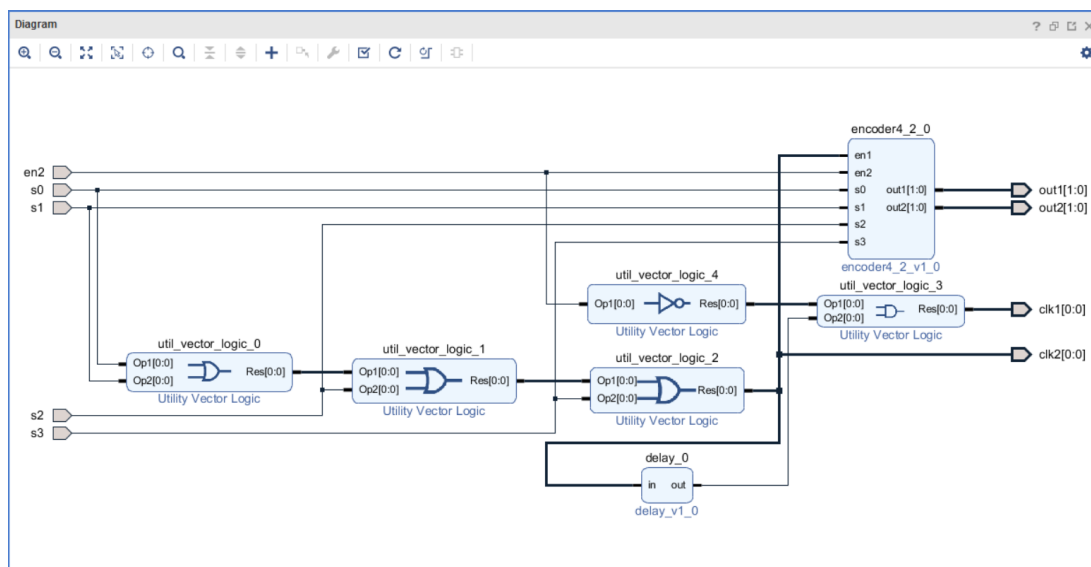 Diagram
encoder4_2_0
en1
en2
en2
s0
s0
out1[1:0]
out1[1:0]
s1
s1
out2[1:0]
out2[1:0]
s2
s3
encoder4_2_v1_0
util_vector_logic_4
util_vector_logic_3
Op1[0:0]
Res[0:0]
Op1[0:0]
Op2[0:0]
Res[0:0]
clk1[0:0]
Utility Vector Logic
Utility Vector Logic
util_vector_logic_0
util_vector_logic_1
util_vector_logic_2
clk2[0:0]
Op1[0:0]
Op2[0:0]
Res[0:0]
Utility Vector Logic
Op1[0:0]
Op2[0:0]
Res[0:0]
Utility Vector Logic
Op1[0:0]
Op2[0:0]
Res[0:0]
Utility Vector Logic
s2
s3
delay_0
in out
delay_v1_0